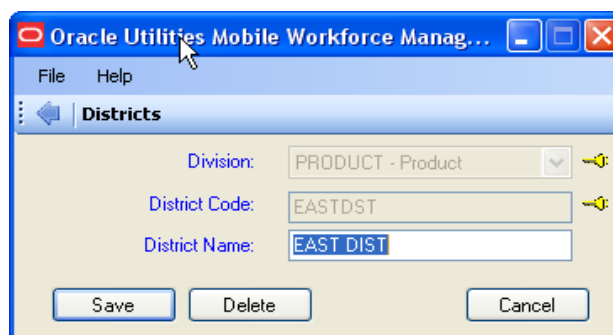 Oracle Utilities Mobile Workforce Manag...
File Help
Districts
Division: PRODUCT - Product
District Code: EASTDST
District Name: EAST DIST
Save Delete Cancel